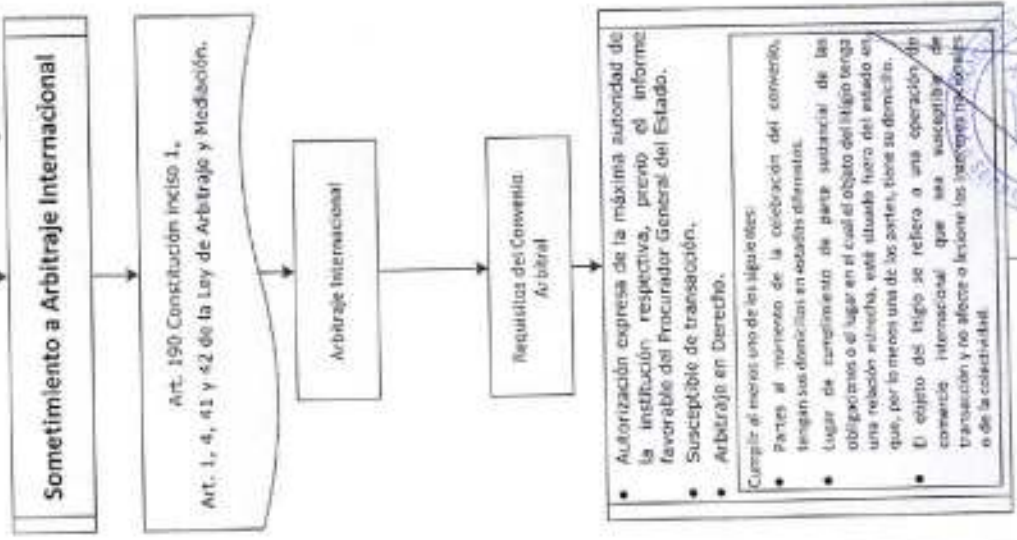 Sometimiento a Arbitraje Internacional
Art. 190 Constitución inciso 1,
Art. 1, 4, 41 y 42 de la Ley de Arbitraje y Mediación.
Arbitraje Internacional
Requisitos del Convenio
Arbitral
• Autorización expresa de la máxima autoridad de
la institución respectiva, previo el informe
favorable del Procurador General del Estado.
• Susceptible de transacción.
• Arbitraje en Derecho.
Cumplir al menos uno de los siguientes:
• Partes al momento de la celebración del convenio,
tengan sus domicilios en estados diferentes.
• Lugar de cumplimiento de parte sustancial de las
obligaciones o el lugar en el cual el objeto del litigio tenga
una relación estrecha, esté situado fuera del estado en
que, por lo menos una de las partes, tiene su domicilio.
• El objeto del litigio se refiera a una operación de
comercio internacional que sea susceptible de
transacción y no afecte o lesione los intereses nacionales
o de la colectividad.